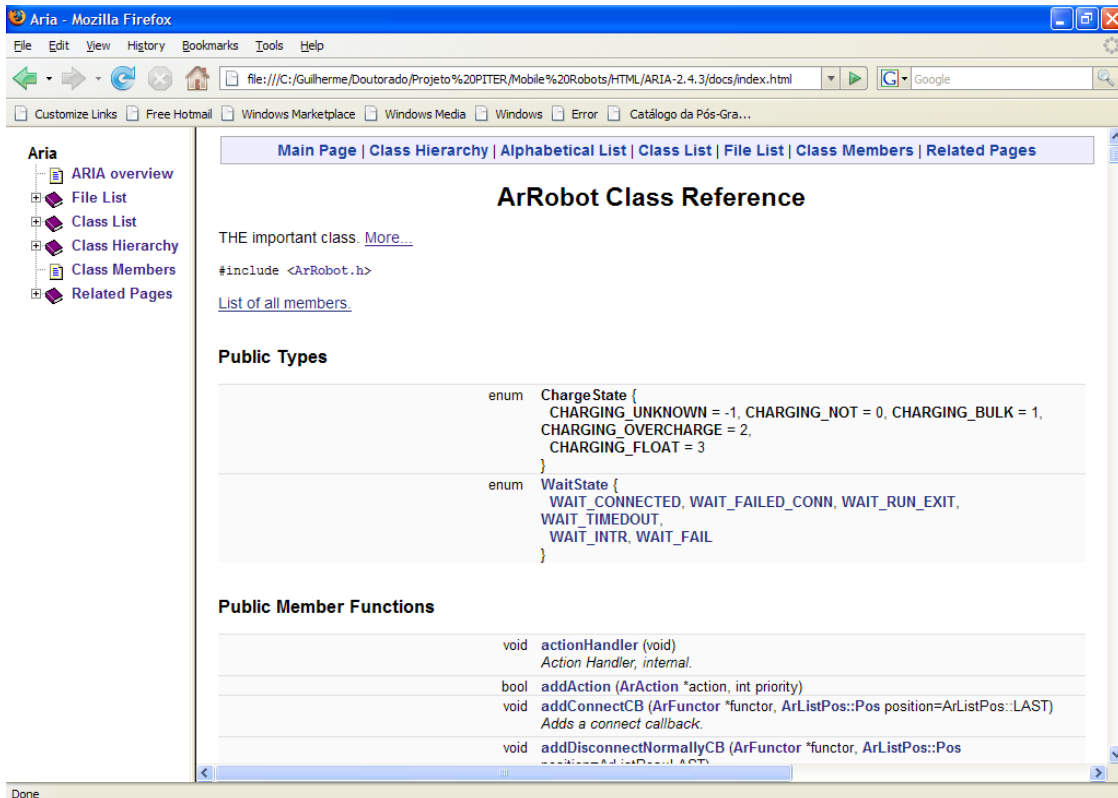 Aria - Mozilla Firefox
File Edit View History Bookmarks Tools Help
file:///C:/Guilherme/Doutorado/Projeto%20PITER/Mobile%20Robots/HTML/ARIA-2.4.3/docs/index.html
G Google
Customize Links Free Hotmail Windows Marketplace Windows Media Windows Error Catálogo da Pós-Gra...
Aria
ARIA overview
File List
Class List
Class Hierarchy
Class Members
Related Pages
Main Page | Class Hierarchy | Alphabetical List | Class List | File List | Class Members | Related Pages
ArRobot Class Reference
THE important class. More...
#include <ArRobot.h>
List of all members.
Public Types
enum ChargeState {
CHARGING_UNKNOWN = -1, CHARGING_NOT = 0, CHARGING_BULK = 1,
CHARGING_OVERCHARGE = 2,
CHARGING_FLOAT = 3
}
enum WaitState {
WAIT_CONNECTED, WAIT_FAILED_CONN, WAIT_RUN_EXIT,
WAIT_TIMEDOUT,
WAIT_INTR, WAIT_FAIL
}
Public Member Functions
void actionHandler (void)
Action Handler, internal.
bool addAction (ArAction *action, int priority)
void addConnectCB (ArFunctor *functor, ArListPos::Pos position=ArListPos::LAST)
Adds a connect callback.
void addDisconnectNormallyCB (ArFunctor *functor, ArListPos::Pos
position=ArListPos::LAST)
Done